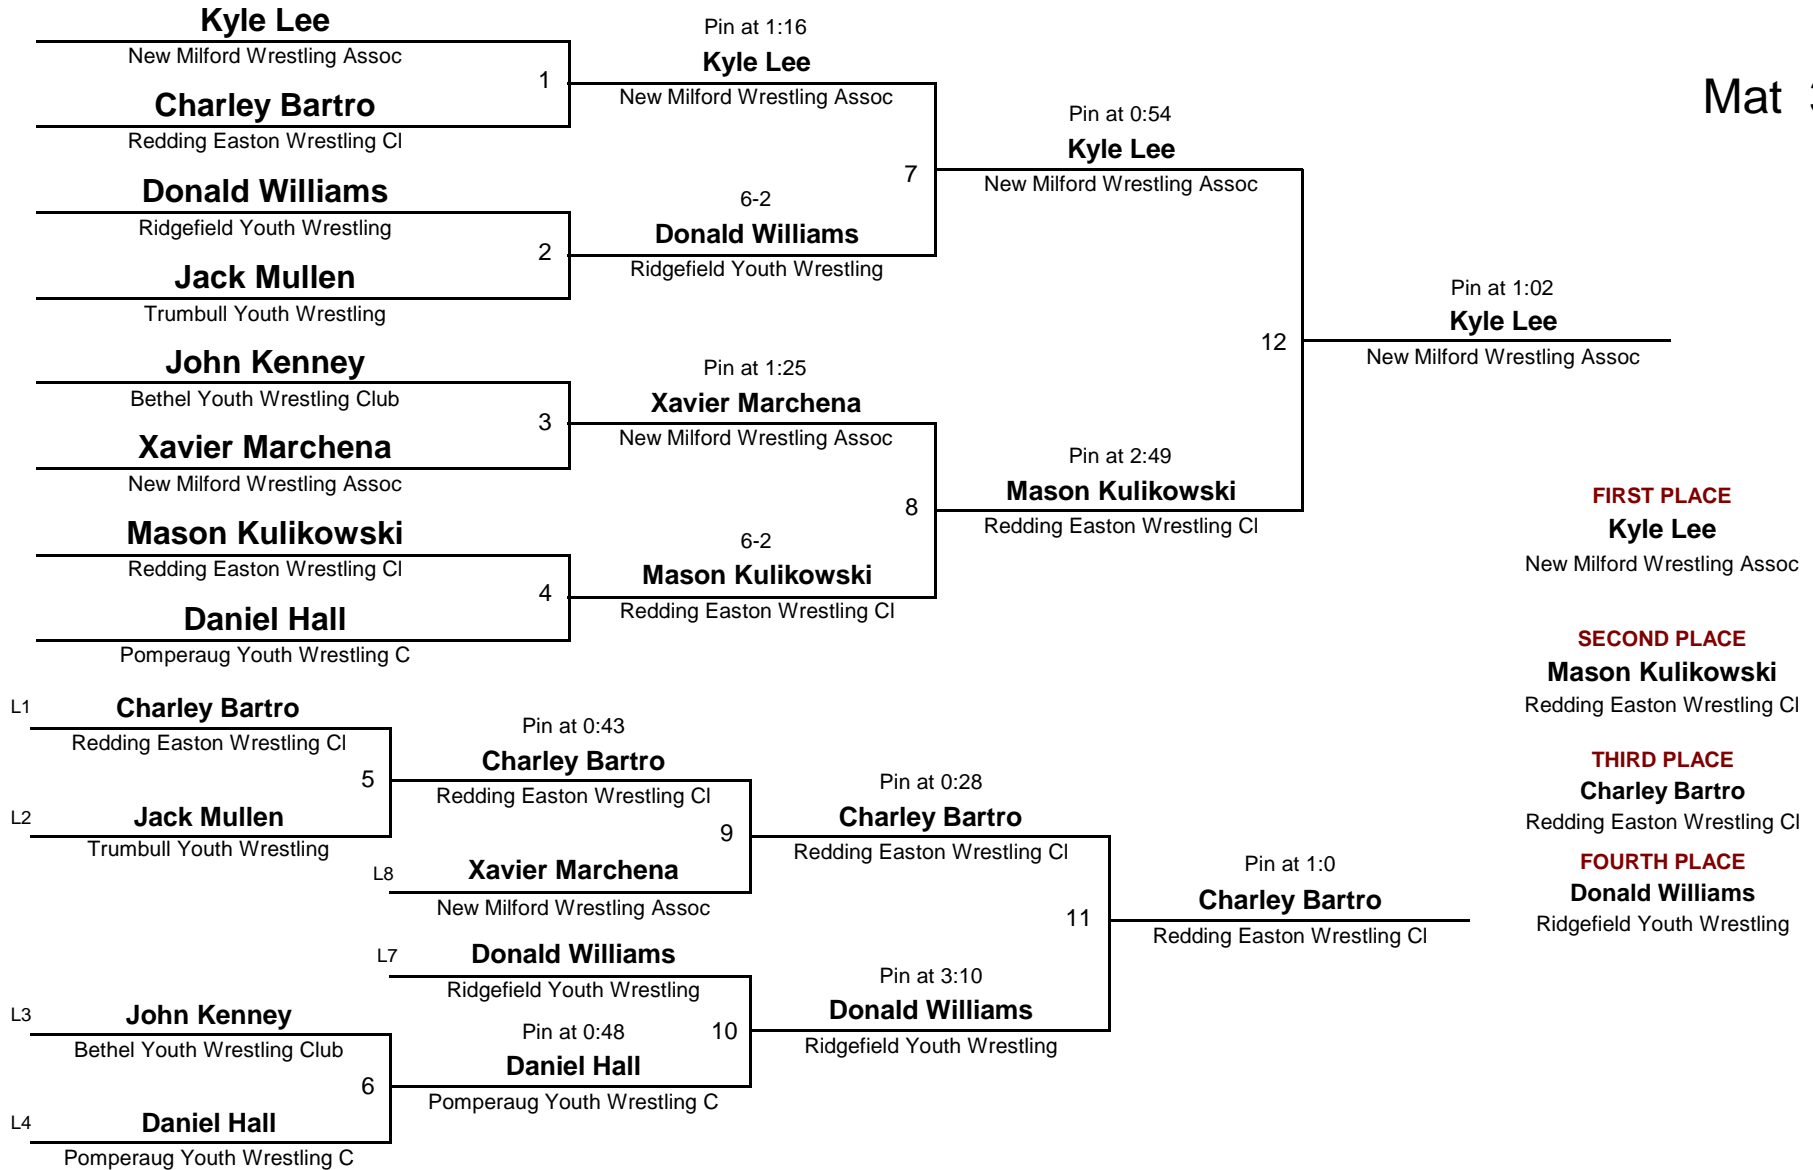 Kyle Lee
New Milford Wrestling Assoc
1
Charley Bartro
Redding Easton Wrestling Cl
Donald Williams
Ridgefield Youth Wrestling
2
Jack Mullen
Trumbull Youth Wrestling
John Kenney
Bethel Youth Wrestling Club
3
Xavier Marchena
New Milford Wrestling Assoc
Mason Kulikowski
Redding Easton Wrestling Cl
4
Daniel Hall
Pomperaug Youth Wrestling C
Pin at 1:16
Kyle Lee
New Milford Wrestling Assoc
7
6-2
Donald Williams
Ridgefield Youth Wrestling
Pin at 1:25
Xavier Marchena
New Milford Wrestling Assoc
8
6-2
Mason Kulikowski
Redding Easton Wrestling Cl
Pin at 0:54
Kyle Lee
New Milford Wrestling Assoc
12
Pin at 2:49
Mason Kulikowski
Redding Easton Wrestling Cl
Mat
Pin at 1:02
Kyle Lee
New Milford Wrestling Assoc
L1
Charley Bartro
Redding Easton Wrestling Cl
5
L2
Jack Mullen
Trumbull Youth Wrestling
L3
John Kenney
Bethel Youth Wrestling Club
6
L4
Daniel Hall
Pomperaug Youth Wrestling C
Pin at 0:43
Charley Bartro
Redding Easton Wrestling Cl
9
L8
Xavier Marchena
New Milford Wrestling Assoc
L7
Donald Williams
Ridgefield Youth Wrestling
10
Pin at 0:48
Daniel Hall
Pomperaug Youth Wrestling C
Pin at 0:28
Charley Bartro
Redding Easton Wrestling Cl
11
Pin at 3:10
Donald Williams
Ridgefield Youth Wrestling
Pin at 1:0
Charley Bartro
Redding Easton Wrestling Cl
FIRST PLACE
Kyle Lee
New Milford Wrestling Assoc
SECOND PLACE
Mason Kulikowski
Redding Easton Wrestling Cl
THIRD PLACE
Charley Bartro
Redding Easton Wrestling Cl
FOURTH PLACE
Donald Williams
Ridgefield Youth Wrestling